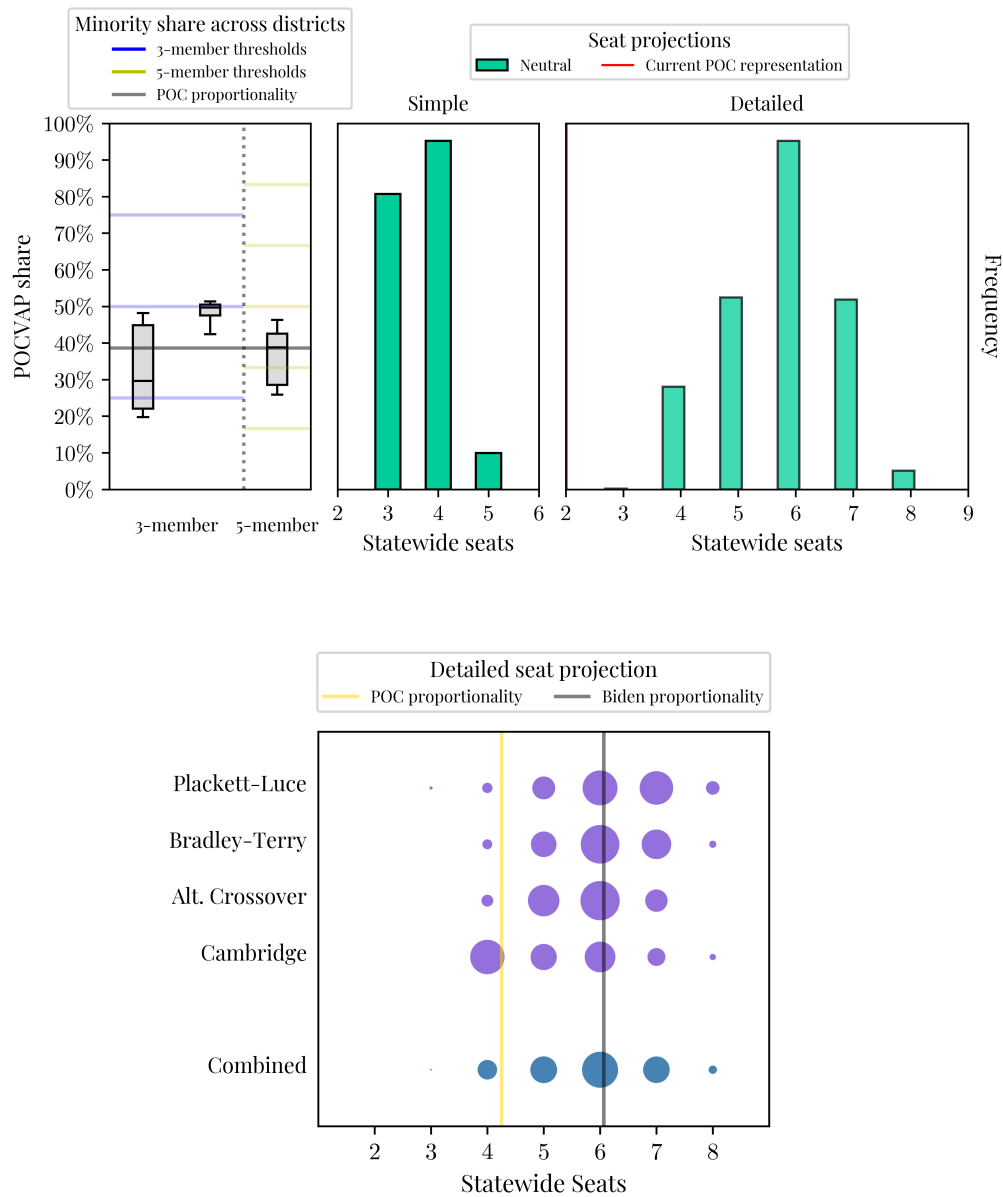 Minority share across districts
3-member thresholds
5-member thresholds
POC proportionality
Seat projections
Neutral
Current POC representation
Simple
Detailed
POCVAP share
100%
90%
80%
70%
60%
50%
40%
30%
20%
10%
0%
3-member
5-member
2
3
4
5
6
Statewide seats
2
3
4
5
6
7
8
9
Statewide seats
Frequency
Detailed seat projection
POC proportionality
Biden proportionality
Plackett-Luce
Bradley-Terry
Alt. Crossover
Cambridge
Combined
2
3
4
5
6
7
8
Statewide Seats